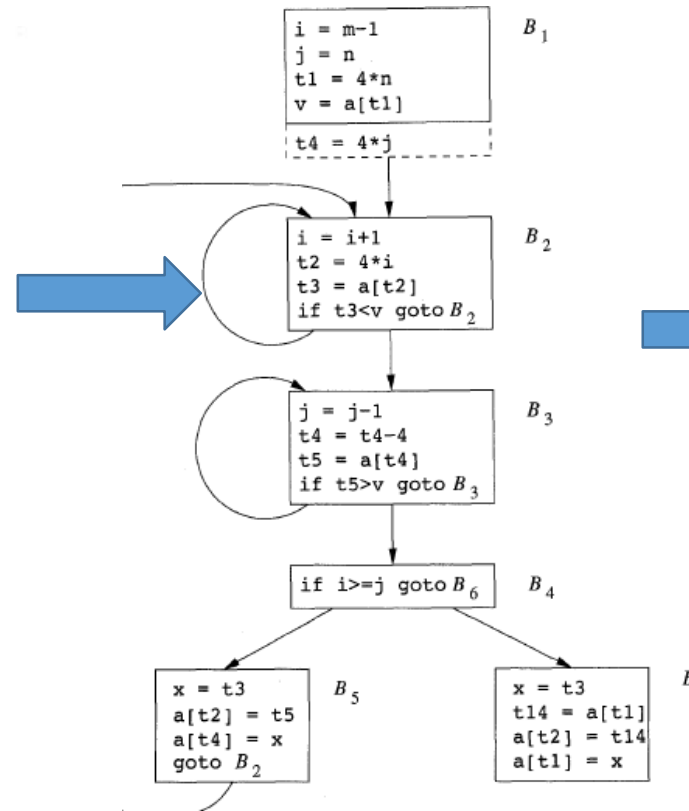 i = m-1
j = n
t1 = 4*n
v = a[t1]
B1
t4 = 4*j
i = i+1
t2 = 4*i
t3 = a[t2]
if t3<v goto B2
B2
j = j-1
t4 = t4-4
t5 = a[t4]
if t5>v goto B3
B3
if i>=j goto B6
B4
x = t3
a[t2] = t5
a[t4] = x
goto B2
B5
x = t3
t14 = a[t1]
a[t2] = t14
a[t1] = x